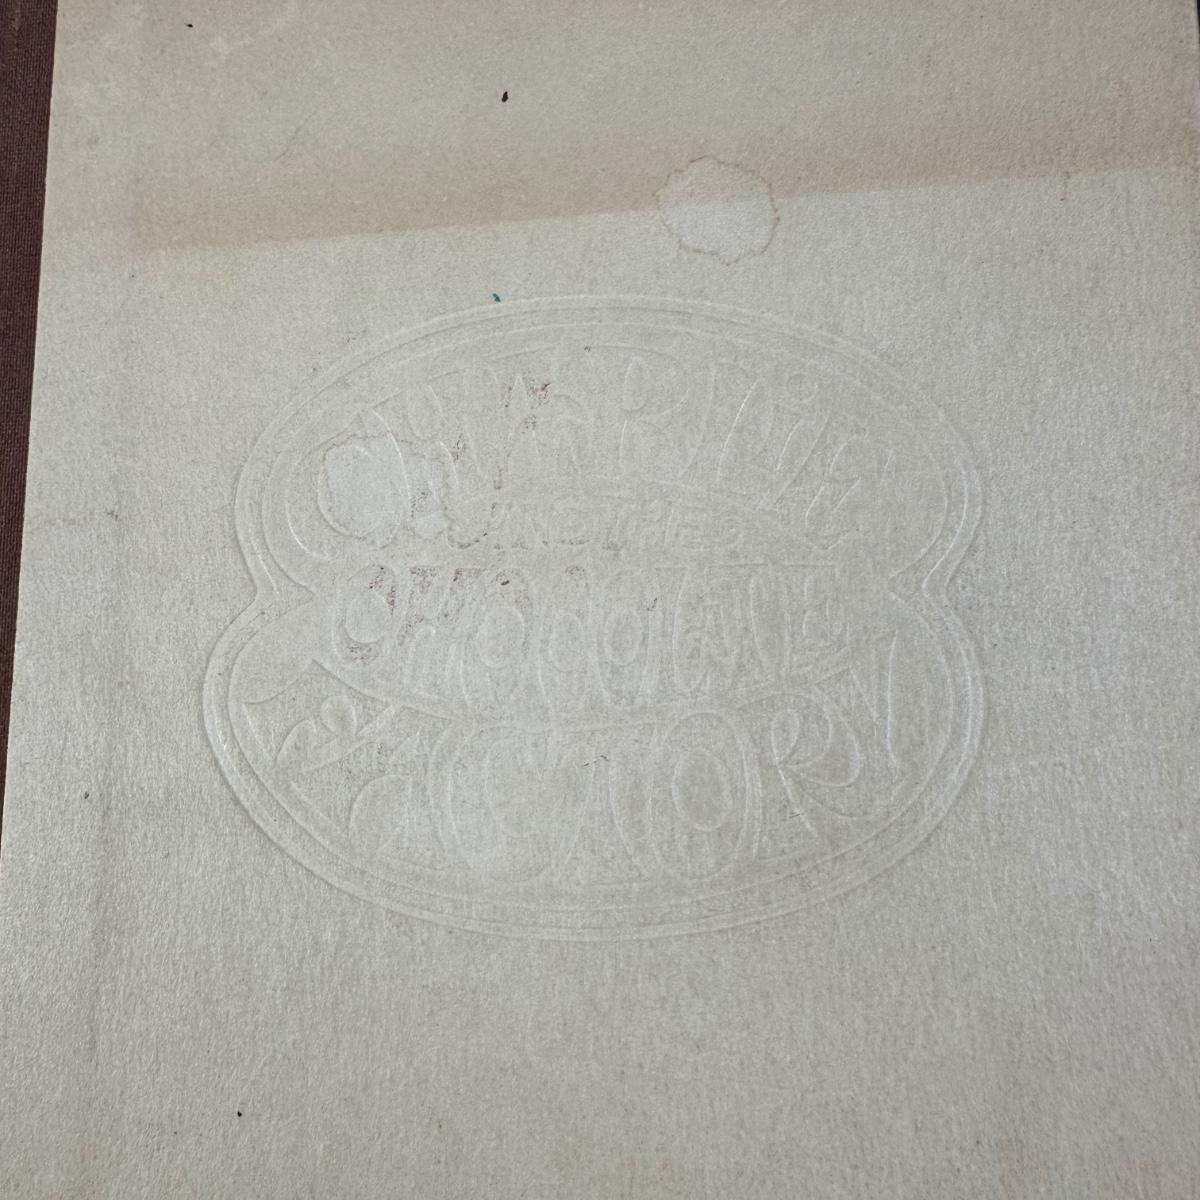 CHARLIE
AND THE
CHOCOLATE
FACTORY